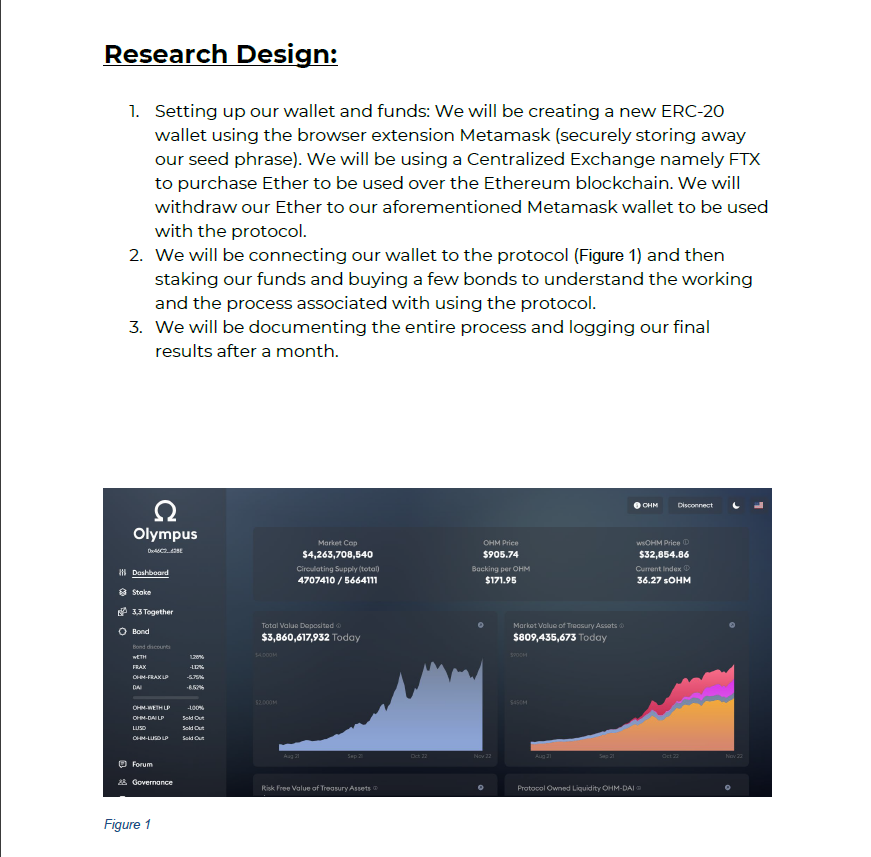 Research Design:
1. Setting up our wallet and funds: We will be creating a new ERC-20
wallet using the browser extension Metamask (securely storing away
our seed phrase). We will be using a Centralized Exchange namely FTX
to purchase Ether to be used over the Ethereum blockchain. We will
withdraw our Ether to our aforementioned Metamask wallet to be used
with the protocol.
2. We will be connecting our wallet to the protocol (Figure 1) and then
staking our funds and buying a few bonds to understand the working
and the process associated with using the protocol.
3. We will be documenting the entire process and logging our final
results after a month.
Olympus
Dashboard
Stake
3,3 Together
Bond
Bond discounts
wETH 1.28%
FRAX -1.12%
OHM-FRAX LP -5.75%
DAI -8.52%
OHM-WETH LP -1.00%
OHM-DAI LP Sold Out
LUSD Sold Out
OHM-LUSD LP Sold Out
Forum
Governance
OHM Disconnect
Market Cap
$4,263,708,540
OHM Price
$905.74
wsOHM Price
$32,854.86
Circulating Supply (total)
4707410 / 5664111
Backing per OHM
$171.95
Current Index
36.27 sOHM
Total Value Deposited
$3,860,617,932 Today
$4,000M
$2,000M
Aug 21 Sep 21 Oct 22 Nov 22
Market Value of Treasury Assets
$809,435,673 Today
$900M
$450M
Aug 21 Sep 21 Oct 22 Nov 22
Risk Free Value of Treasury Assets
Protocol Owned Liquidity OHM-DAI
Figure 1